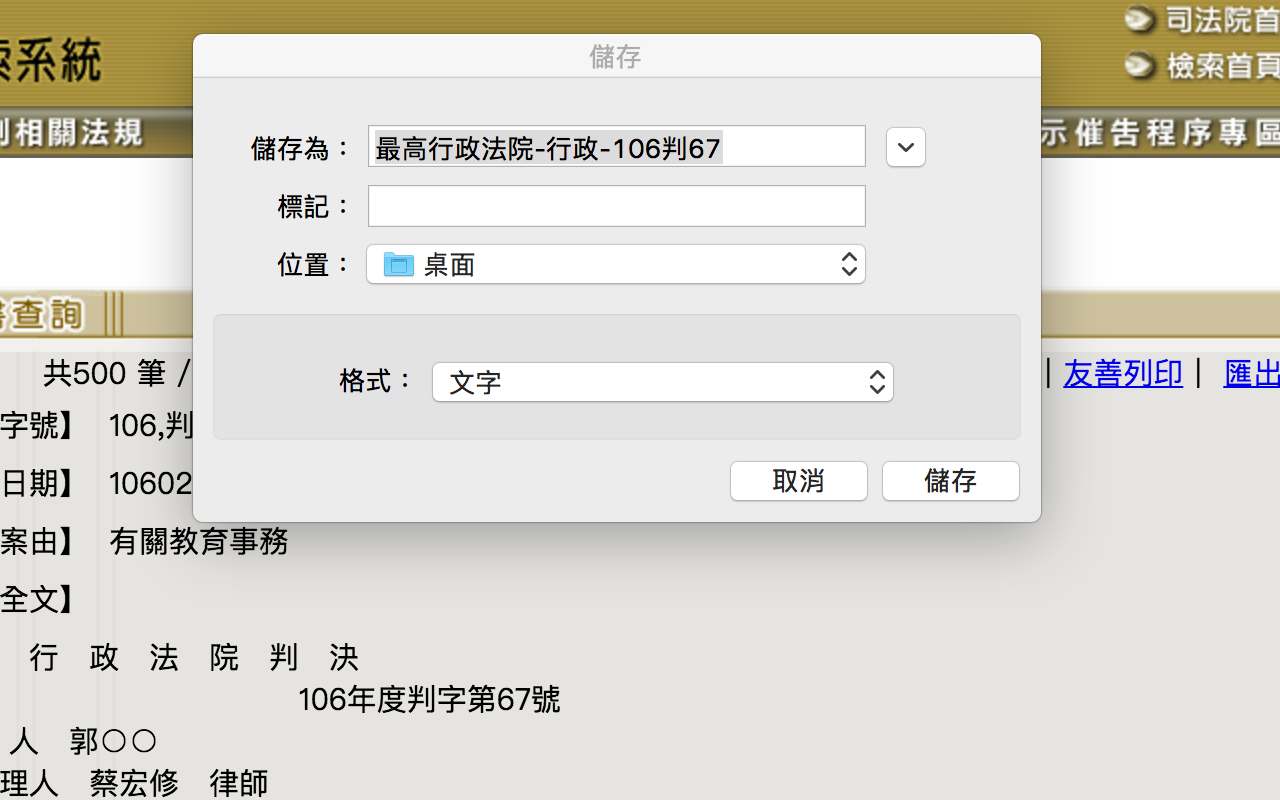 司法院首
索系統
檢索首頁
相關法規
示催告程序專區
儲存
儲存為：
最高行政法院-行政-106判67
標記：
位置：
桌面
格式：
文字
取消
儲存
書查詢
共500 筆 /
| 友善列印 | 匯出
字號】 106,判
日期】 10602
案由】 有關教育事務
全文】
行 政 法 院 判 決
106年度判字第67號
人 郭○○
理人 蔡宏修 律師